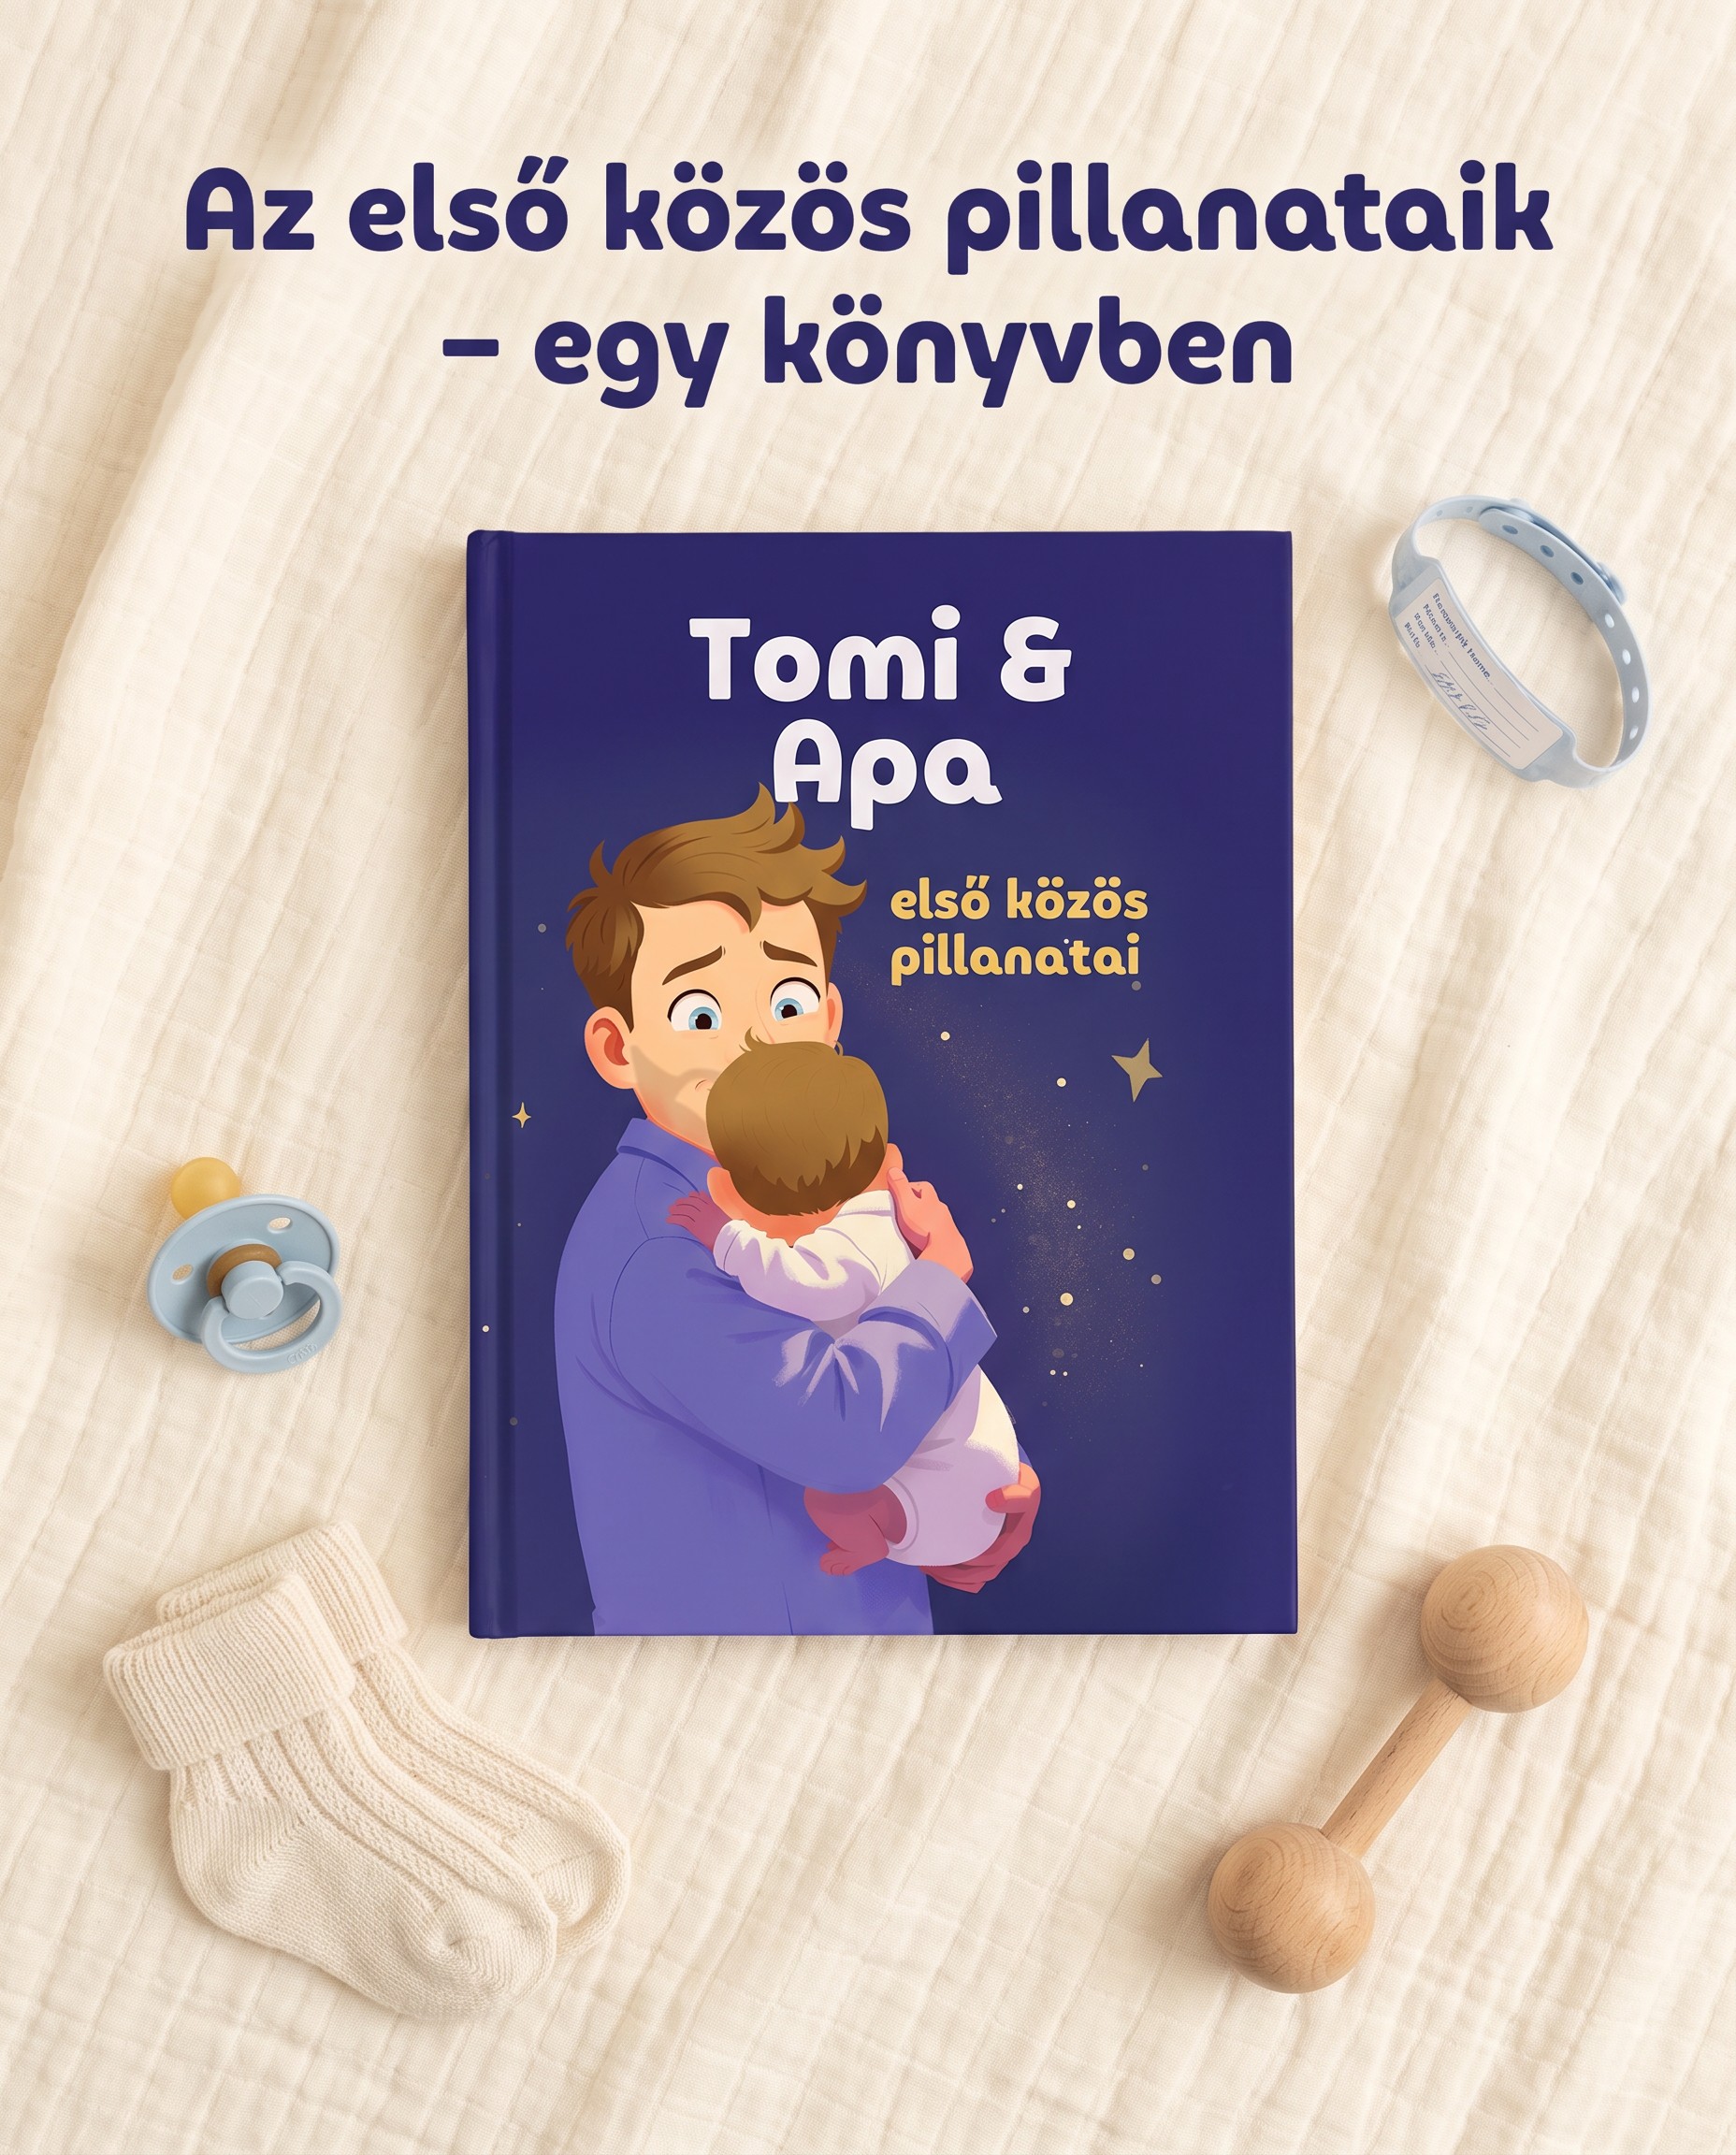 Az első közös pillanataik
– egy könyvben
Tomi &
Apa
első közös
pillanatai